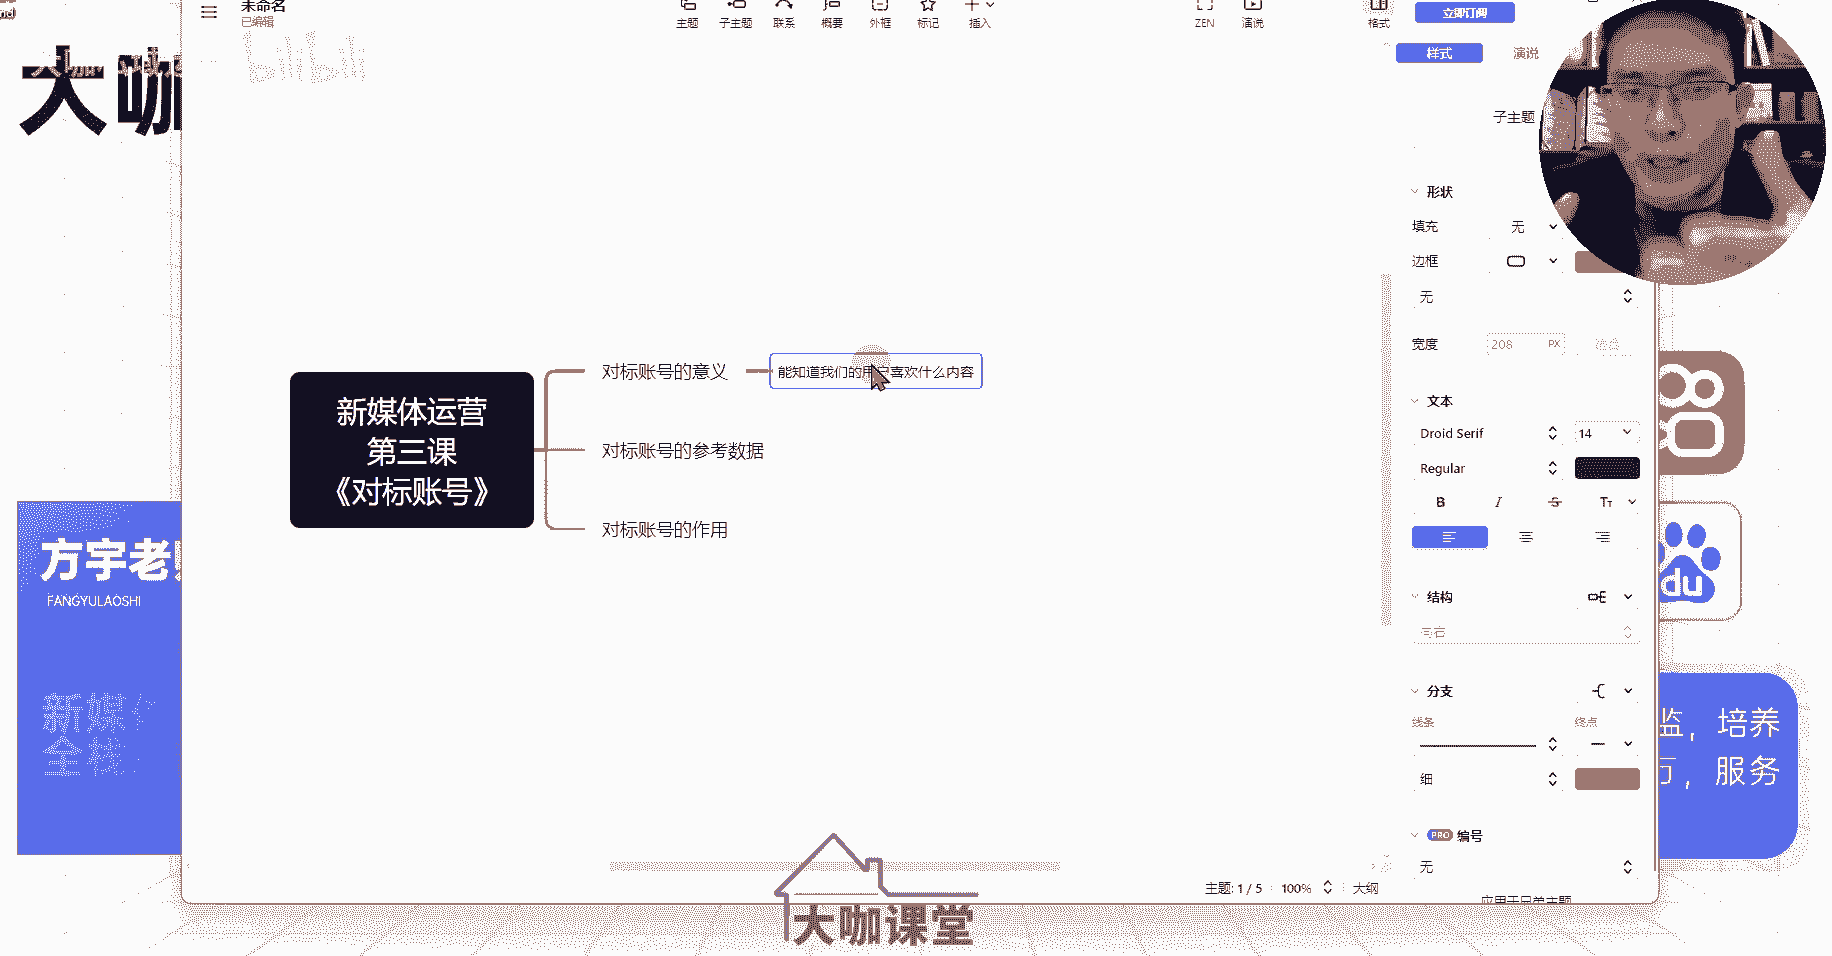 未命名
已编辑
主题
子主题
联系
概要
外框
标记
插入
ZEN
演说
格式
立即订阅
bilibili
大咖
样式
演说
子主题
形状
填充
无
边框
无
宽度
208
PX
能知道我们的用户喜欢什么内容
对标账号的意义
新媒体运营
第三课
《对标账号》
对标账号的参考数据
对标账号的作用
文本
Droid Serif
14
Regular
B
I
S
TT
方宇老
FANGYULAOSHI
du
结构
向右
分支
线条
终点
细
新媒体
全栈
监，培养
万，服务
PRO 编号
无
主题: 1 / 5
100%
大纲
应用于兄弟主题
大咖课堂